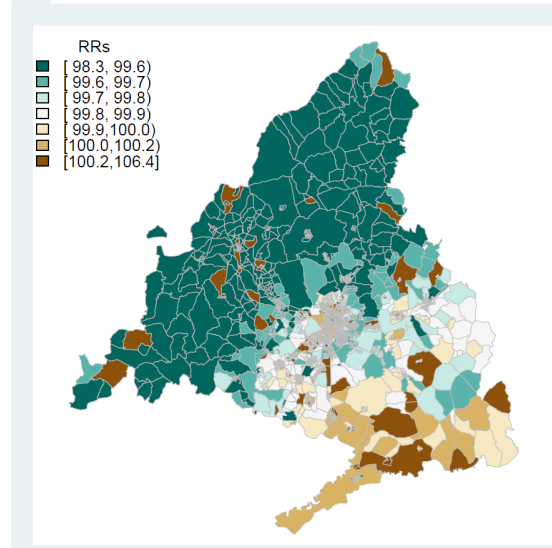 RRs
[ 98.3, 99.6)
[ 99.6, 99.7)
[ 99.7, 99.8)
[ 99.8, 99.9)
[ 99.9,100.0)
[100.0,100.2)
[100.2,106.4]